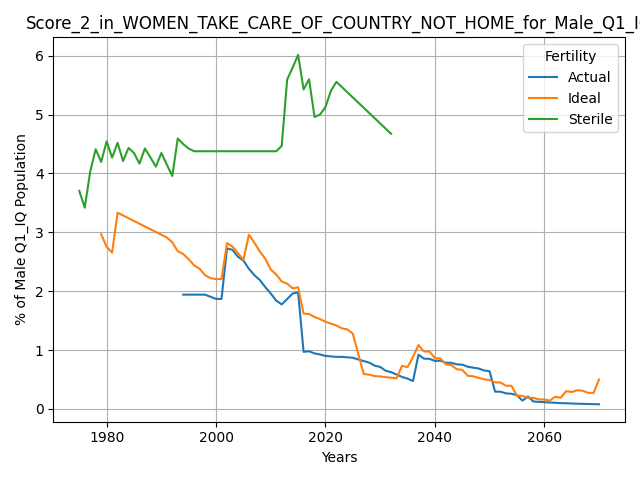 Score_2_in_WOMEN_TAKE_CARE_OF_COUNTRY_NOT_HOME_for_Male_Q1_I
Fertility
Actual
Ideal
Sterile
% of Male Q1_IQ Population
6
5
4
3
2
1
0
1980 2000 2020 2040 2060
Years